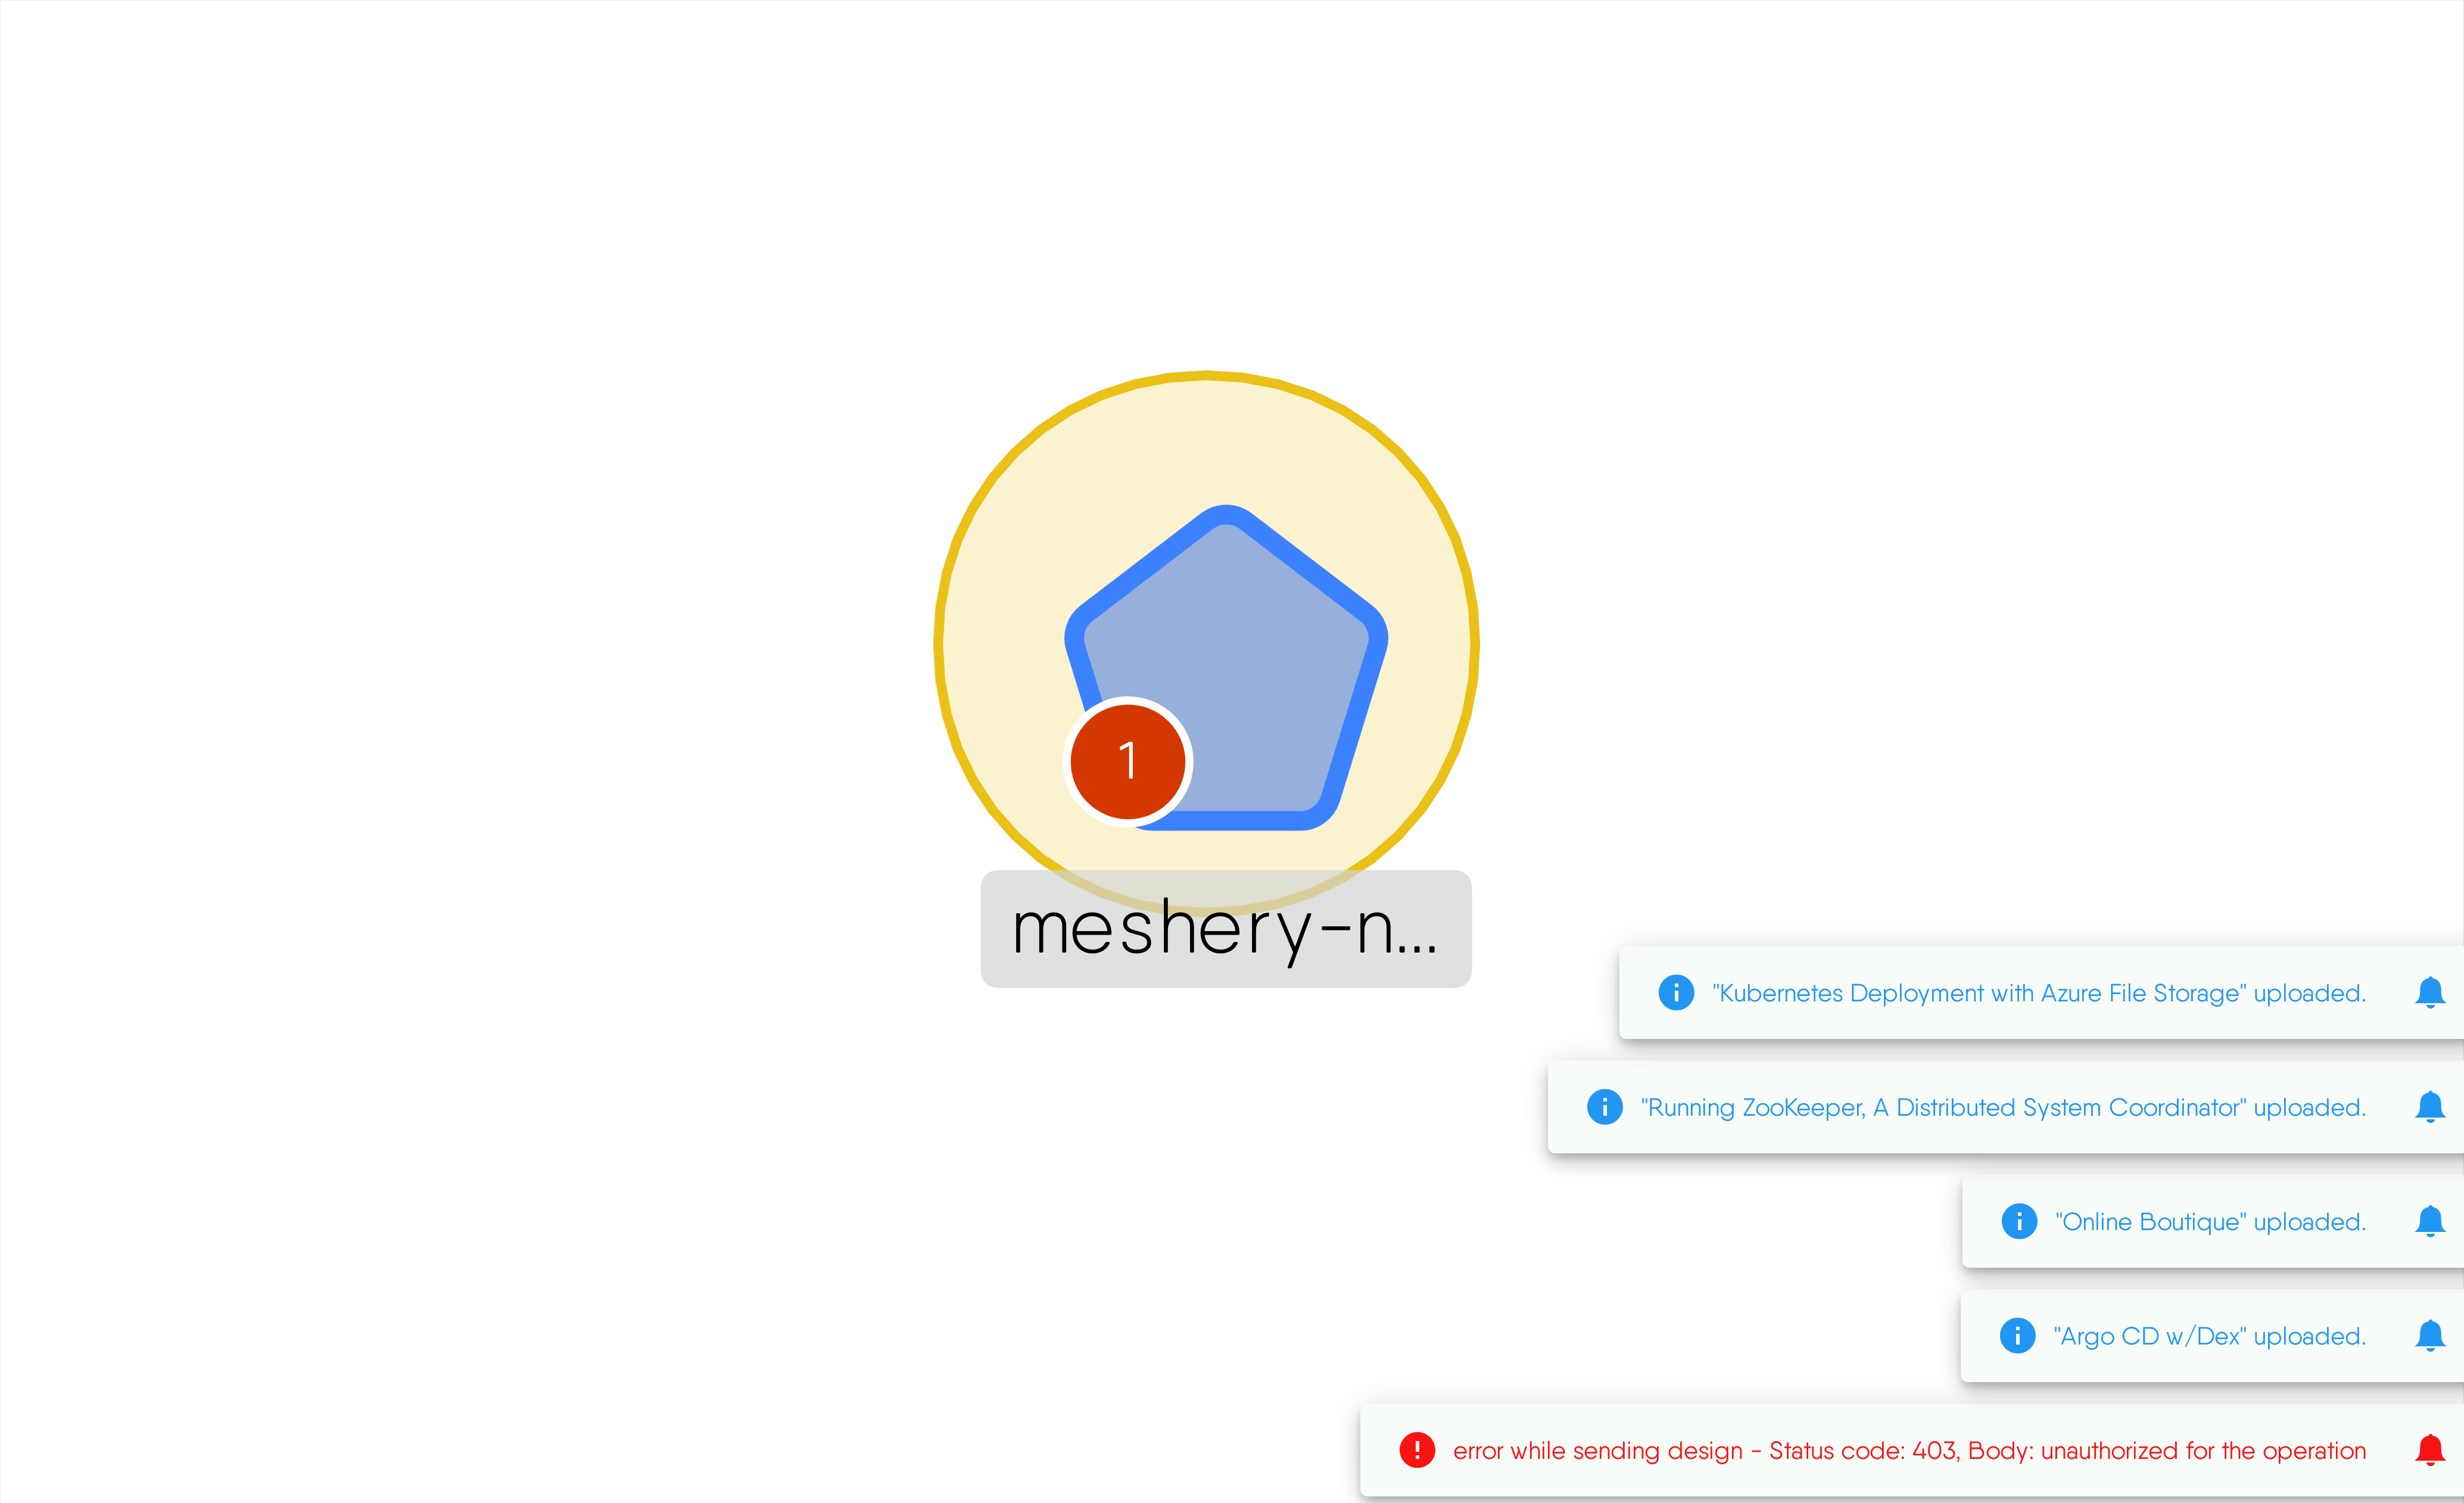 1
meshery-n...
"Kubernetes Deployment with Azure File Storage" uploaded.
"Running ZooKeeper, A Distributed System Coordinator" uploaded.
"Online Boutique" uploaded.
"Argo CD w/Dex" uploaded.
error while sending design - Status code: 403, Body: unauthorized for the operation